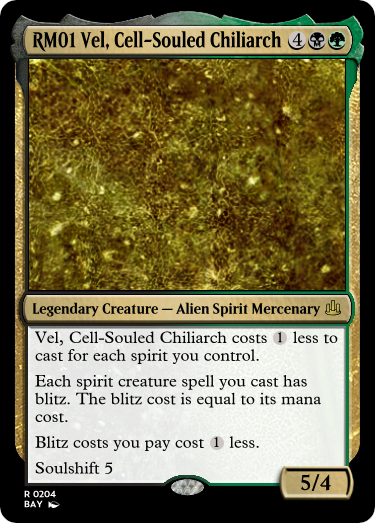 RM01 Vel, Cell-Souled Chiliarch 4
Legendary Creature — Alien Spirit Mercenary
Vel, Cell-Souled Chiliarch costs 1 less to
cast for each spirit you control.
Each spirit creature spell you cast has
blitz. The blitz cost is equal to its mana
cost.
Blitz costs you pay cost 1 less.
Soulshift 5
5/4
R 0204
BAY